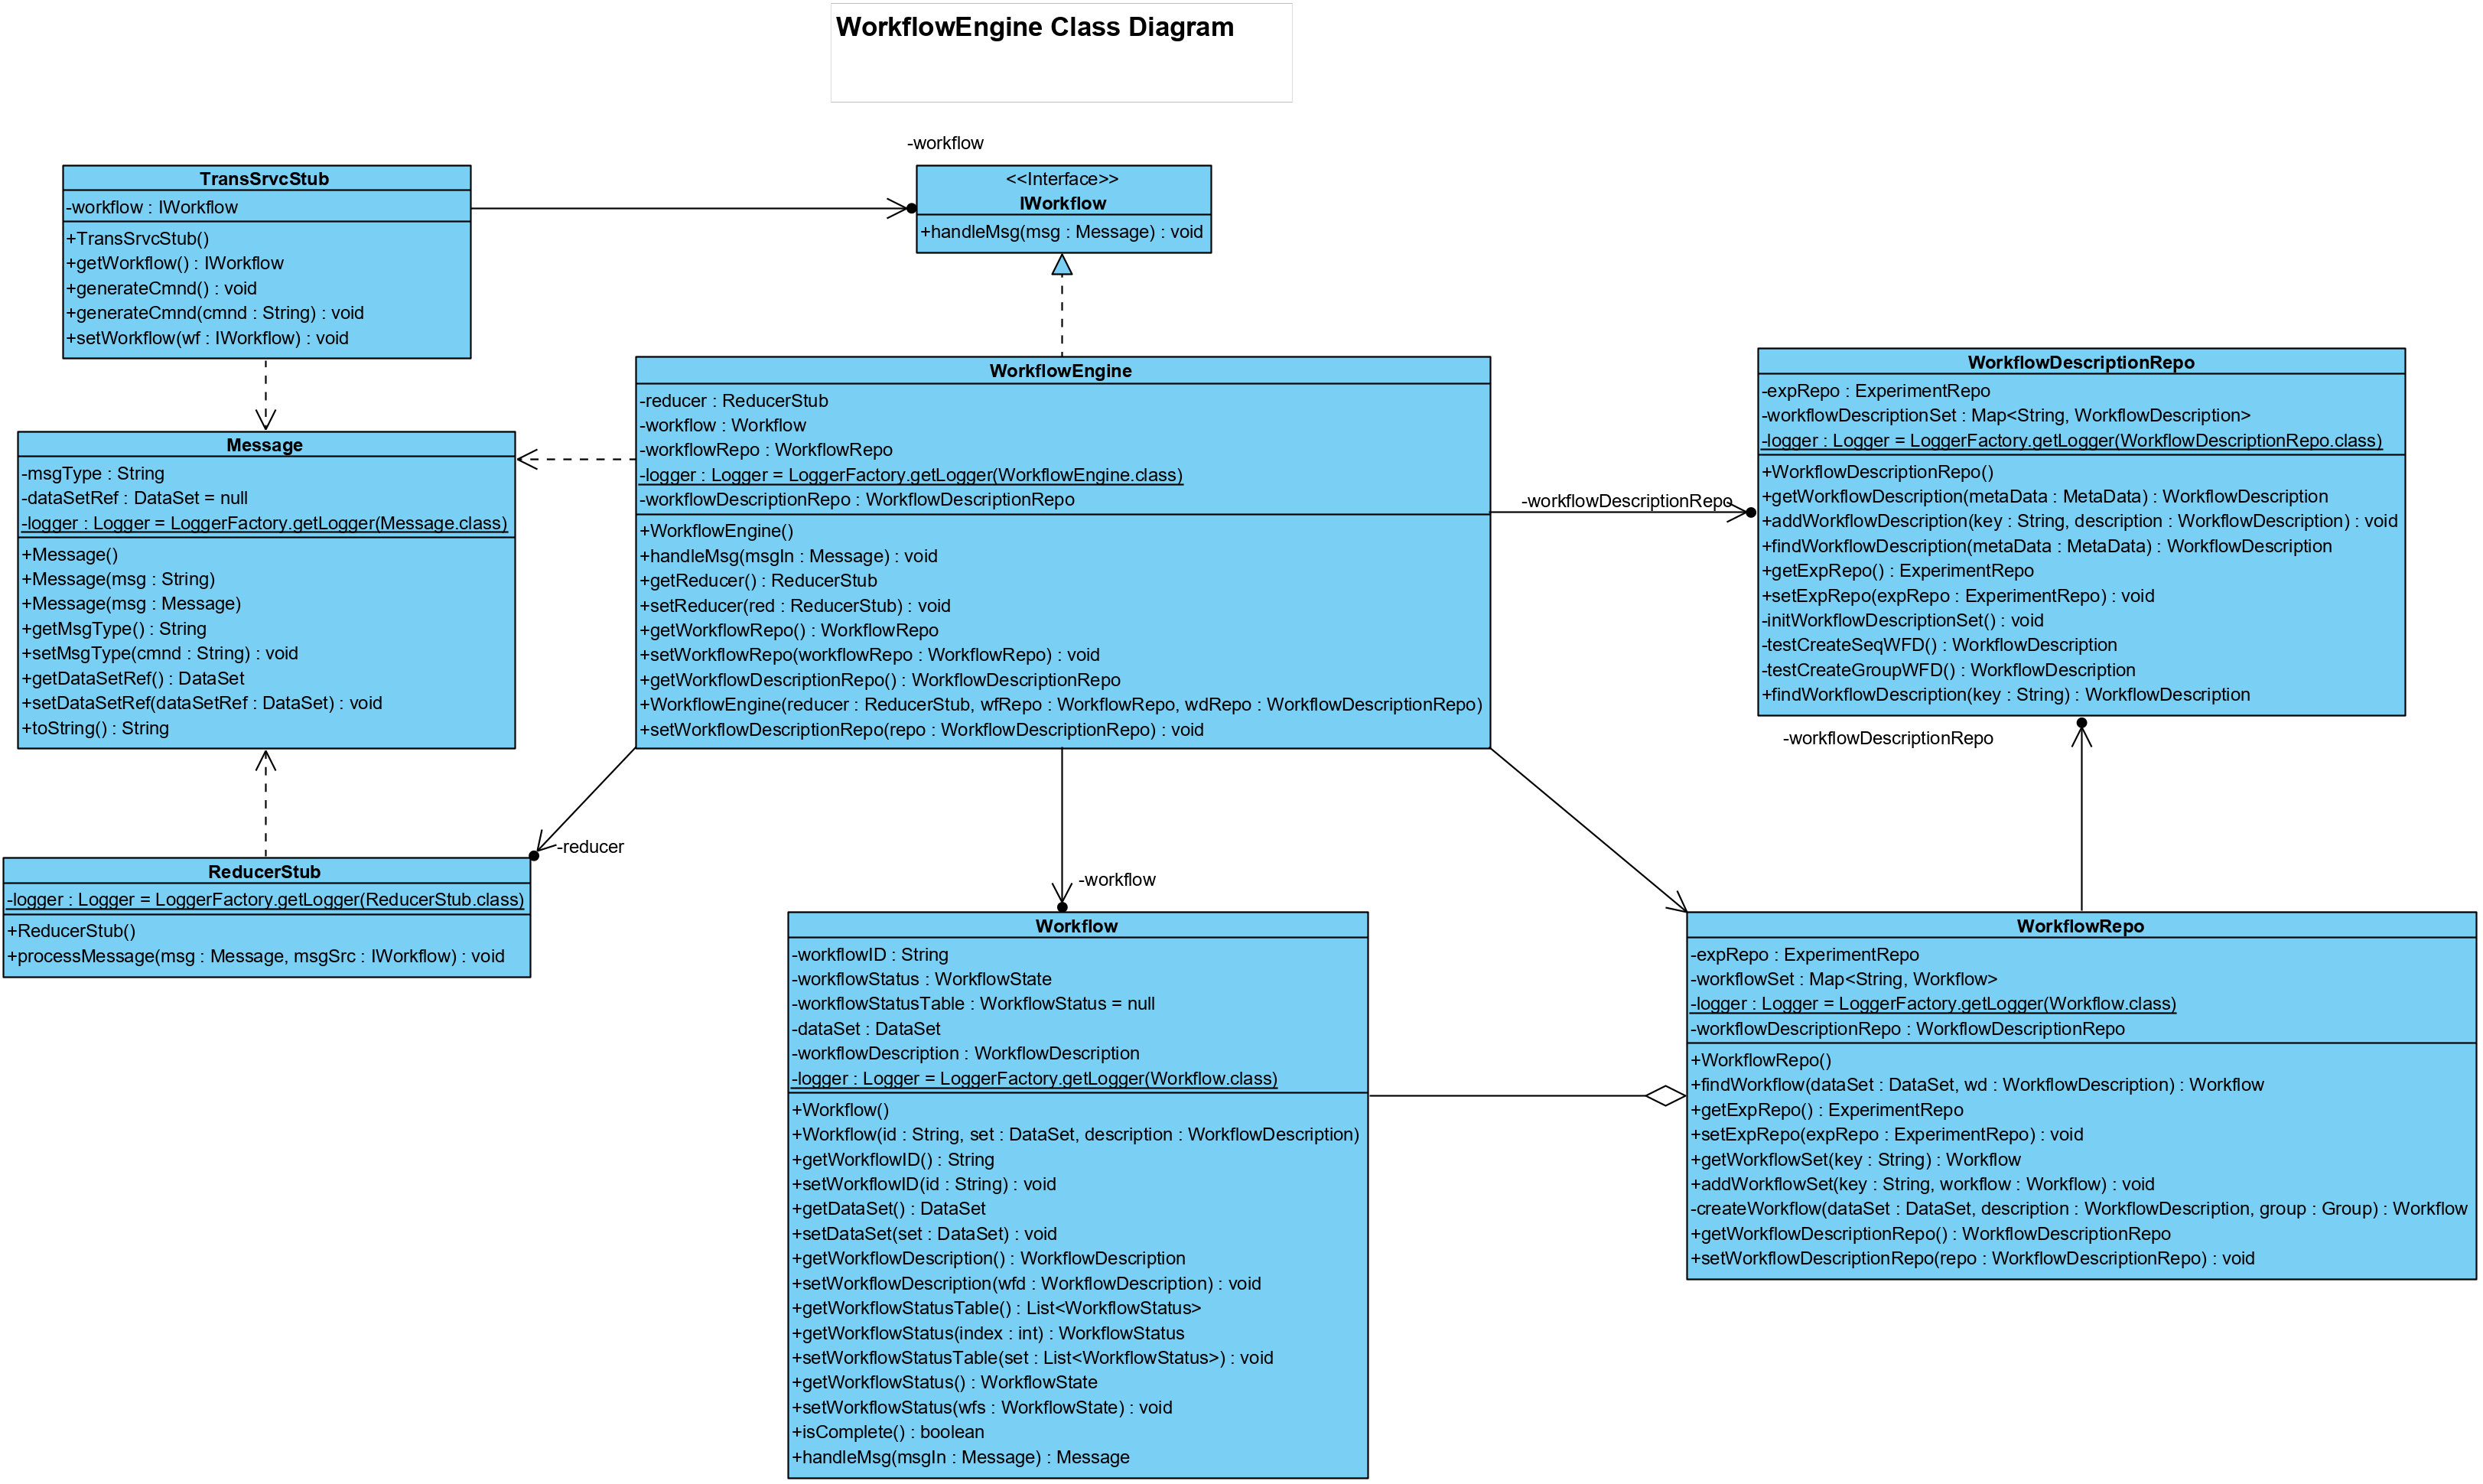 WorkflowEngine Class Diagram
-workflow
TransSrvcStub
-workflow : IWorkflow
+TransSrvcStub()
+getWorkflow() : IWorkflow
+generateCmnd() : void
+generateCmnd(cmnd : String) : void
+setWorkflow(wf : IWorkflow) : void
<<Interface>>
IWorkflow
+handleMsg(msg : Message) : void
Message
-msgType : String
-dataSetRef : DataSet = null
-logger : Logger = LoggerFactory.getLogger(Message.class)
+Message()
+Message(msg : String)
+Message(msg : Message)
+getMsgType() : String
+setMsgType(cmnd : String) : void
+getDataSetRef() : DataSet
+setDataSetRef(dataSetRef : DataSet) : void
+toString() : String
WorkflowEngine
-reducer : ReducerStub
-workflow : Workflow
-workflowRepo : WorkflowRepo
-logger : Logger = LoggerFactory.getLogger(WorkflowEngine.class)
-workflowDescriptionRepo : WorkflowDescriptionRepo
+WorkflowEngine()
+handleMsg(msgIn : Message) : void
+getReducer() : ReducerStub
+setReducer(red : ReducerStub) : void
+getWorkflowRepo() : WorkflowRepo
+setWorkflowRepo(workflowRepo : WorkflowRepo) : void
+getWorkflowDescriptionRepo() : WorkflowDescriptionRepo
+WorkflowEngine(reducer : ReducerStub, wfRepo : WorkflowRepo, wdRepo : WorkflowDescriptionRepo)
+setWorkflowDescriptionRepo(repo : WorkflowDescriptionRepo) : void
-workflowDescriptionRepo
WorkflowDescriptionRepo
-expRepo : ExperimentRepo
-workflowDescriptionSet : Map<String, WorkflowDescription>
-logger : Logger = LoggerFactory.getLogger(WorkflowDescriptionRepo.class)
+WorkflowDescriptionRepo()
+getWorkflowDescription(metaData : MetaData) : WorkflowDescription
+addWorkflowDescription(key : String, description : WorkflowDescription) : void
+findWorkflowDescription(metaData : MetaData) : WorkflowDescription
+getExpRepo() : ExperimentRepo
+setExpRepo(expRepo : ExperimentRepo) : void
-initWorkflowDescriptionSet() : void
-testCreateSeqWFD() : WorkflowDescription
-testCreateGroupWFD() : WorkflowDescription
+findWorkflowDescription(key : String) : WorkflowDescription
-workflowDescriptionRepo
-reducer
ReducerStub
-logger : Logger = LoggerFactory.getLogger(ReducerStub.class)
+ReducerStub()
+processMessage(msg : Message, msgSrc : IWorkflow) : void
-workflow
Workflow
-workflowID : String
-workflowStatus : WorkflowState
-workflowStatusTable : WorkflowStatus = null
-dataSet : DataSet
-workflowDescription : WorkflowDescription
-logger : Logger = LoggerFactory.getLogger(Workflow.class)
+Workflow()
+Workflow(id : String, set : DataSet, description : WorkflowDescription)
+getWorkflowID() : String
+setWorkflowID(id : String) : void
+getDataSet() : DataSet
+setDataSet(set : DataSet) : void
+getWorkflowDescription() : WorkflowDescription
+setWorkflowDescription(wfd : WorkflowDescription) : void
+getWorkflowStatusTable() : List<WorkflowStatus>
+getWorkflowStatus(index : int) : WorkflowStatus
+setWorkflowStatusTable(set : List<WorkflowStatus>) : void
+getWorkflowStatus() : WorkflowState
+setWorkflowStatus(wfs : WorkflowState) : void
+isComplete() : boolean
+handleMsg(msgIn : Message) : Message
WorkflowRepo
-expRepo : ExperimentRepo
-workflowSet : Map<String, Workflow>
-logger : Logger = LoggerFactory.getLogger(Workflow.class)
-workflowDescriptionRepo : WorkflowDescriptionRepo
+WorkflowRepo()
+findWorkflow(dataSet : DataSet, wd : WorkflowDescription) : Workflow
+getExpRepo() : ExperimentRepo
+setExpRepo(expRepo : ExperimentRepo) : void
+getWorkflowSet(key : String) : Workflow
+addWorkflowSet(key : String, workflow : Workflow) : void
-createWorkflow(dataSet : DataSet, description : WorkflowDescription, group : Group) : Workflow
+getWorkflowDescriptionRepo() : WorkflowDescriptionRepo
+setWorkflowDescriptionRepo(repo : WorkflowDescriptionRepo) : void